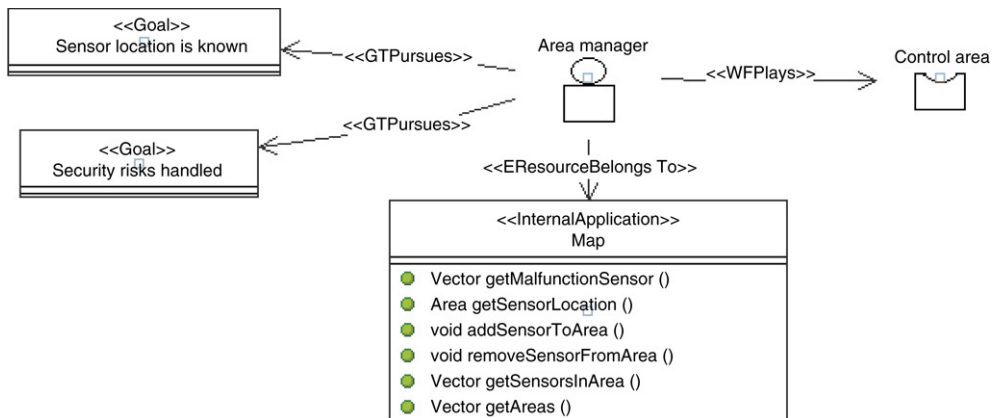 <<Goal>>
Sensor location is known
<<GTPursues>>
Area manager
<<WFPlays>>
Control area
<<GTPursues>>
<<Goal>>
Security risks handled
<<EResourceBelongs To>>
<<InternalApplication>>
Map
Vector getMalfunctionSensor ()
Area getSensorLocation ()
void addSensorToArea ()
void removeSensorFromArea ()
Vector getSensorsInArea ()
Vector getAreas ()